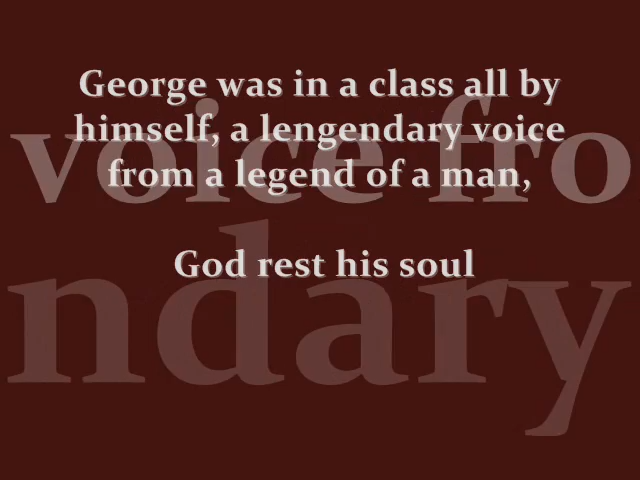 George was in a class all by
himself, a lengendary voice
from a legend of a man,
God rest his soul
voice fro
ndary